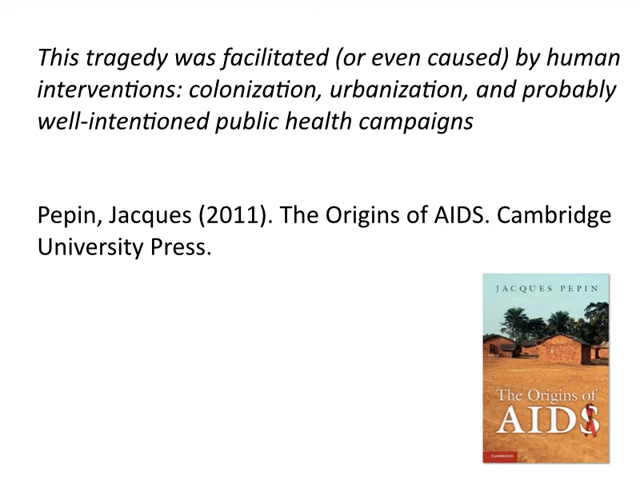 This tragedy was facilitated (or even caused) by human
interventions: colonization, urbanization, and probably
well-intentioned public health campaigns
Pepin, Jacques (2011). The Origins of AIDS. Cambridge
University Press.
JACQUES PEPIN
The Origins of
AIDS
CAMBRIDGE